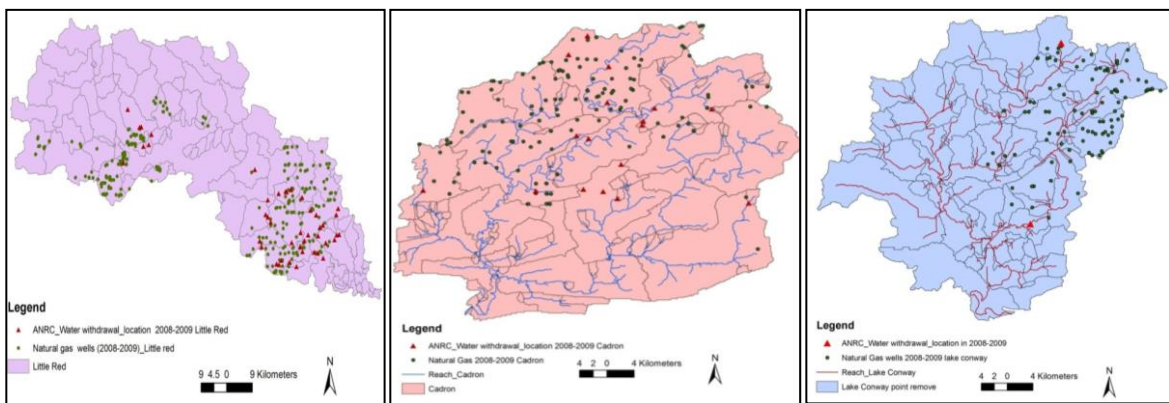 Legend
ANRC_Water withdrawal_location 2008-2009 Little Red
Natural gas wells (2008-2009)_Little red
Little Red
9 4.5 0 9 Kilometers
N
Legend
ANRC_Water withdrawal_location 2008-2009 Cadron
Natural Gas 2008-2009 Cadron
Reach_Cadron
Cadron
4 2 0 4 Kilometers
N
Legend
ANRC_Water withdrawal_location in 2008-2009
Natural Gas wells 2008-2009 lake conway
Reach_Lake Conway
Lake Conway point remove
4 2 0 4 Kilometers
N